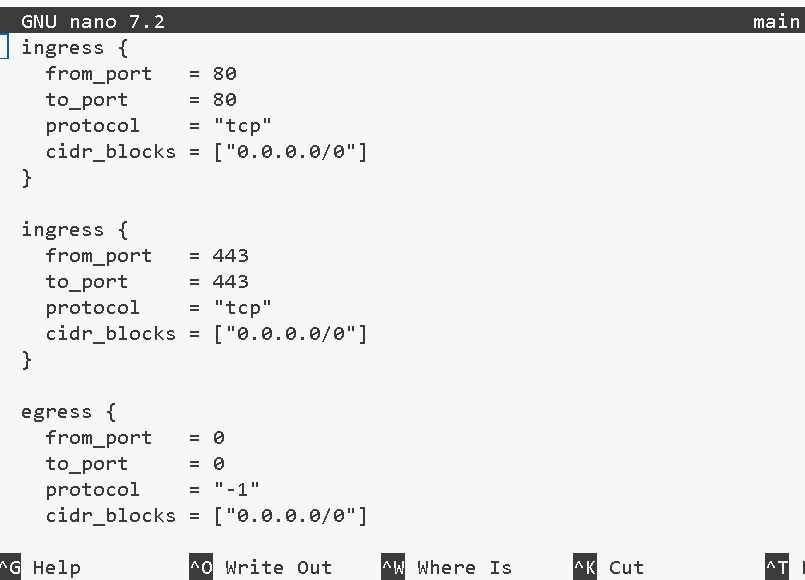 GNU nano 7.2 main
ingress {
  from_port   = 80
  to_port     = 80
  protocol    = "tcp"
  cidr_blocks = ["0.0.0.0/0"]
}

ingress {
  from_port   = 443
  to_port     = 443
  protocol    = "tcp"
  cidr_blocks = ["0.0.0.0/0"]
}

egress {
  from_port   = 0
  to_port     = 0
  protocol    = "-1"
  cidr_blocks = ["0.0.0.0/0"]

^G Help ^O Write Out ^W Where Is ^K Cut ^T